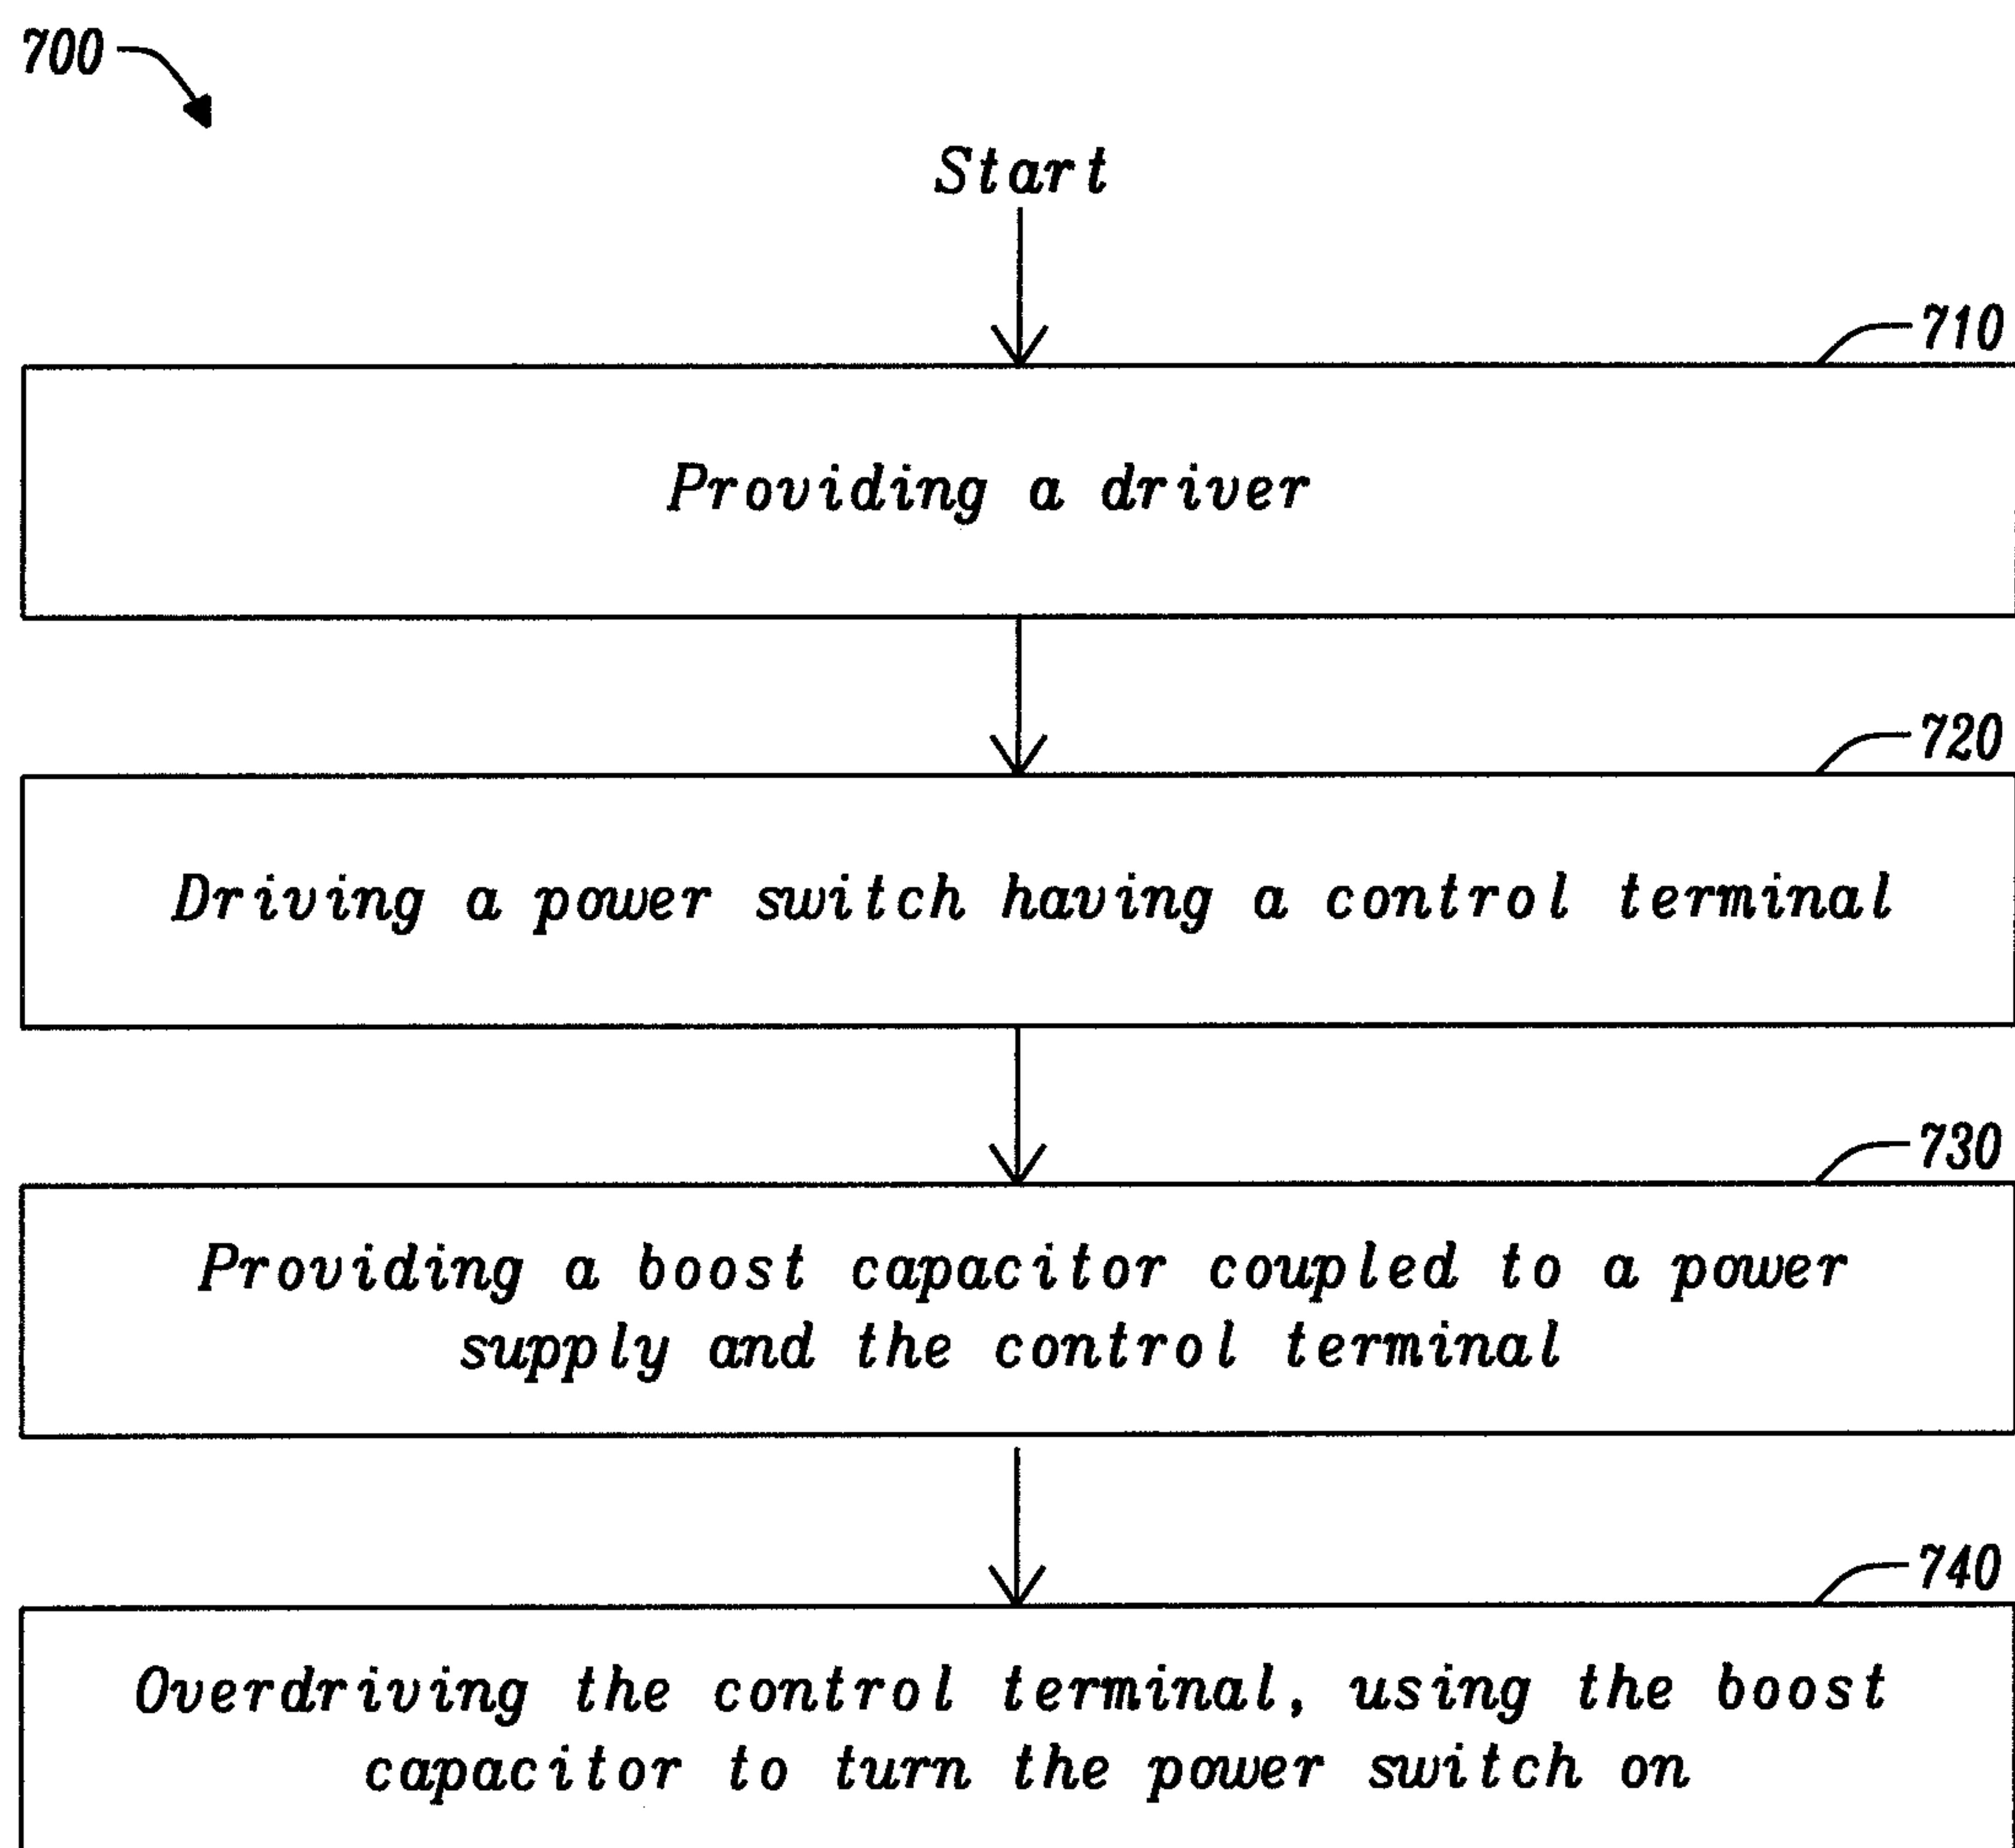 700
Start
710
Providing a driver
720
Driving a power switch having a control terminal
730
Providing a boost capacitor coupled to a power
supply and the control terminal
740
Overdriving the control terminal, using the boost
capacitor to turn the power switch on